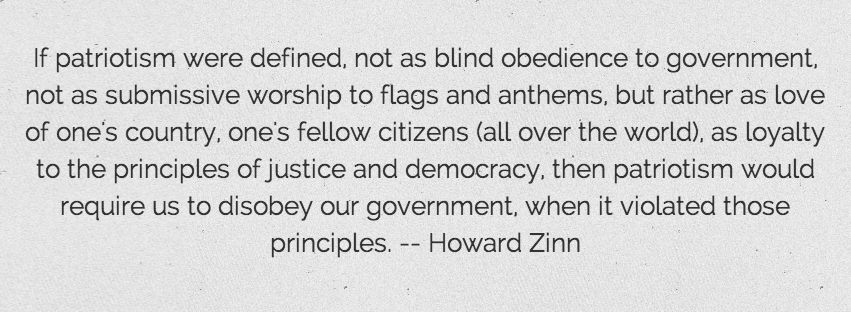 If patriotism were defined, not as blind obedience to government,
not as submissive worship to flags and anthems, but rather as love
of one's country, one's fellow citizens (all over the world), as loyalty
to the principles of justice and democracy, then patriotism would
require us to disobey our government, when it violated those
principles. -- Howard Zinn